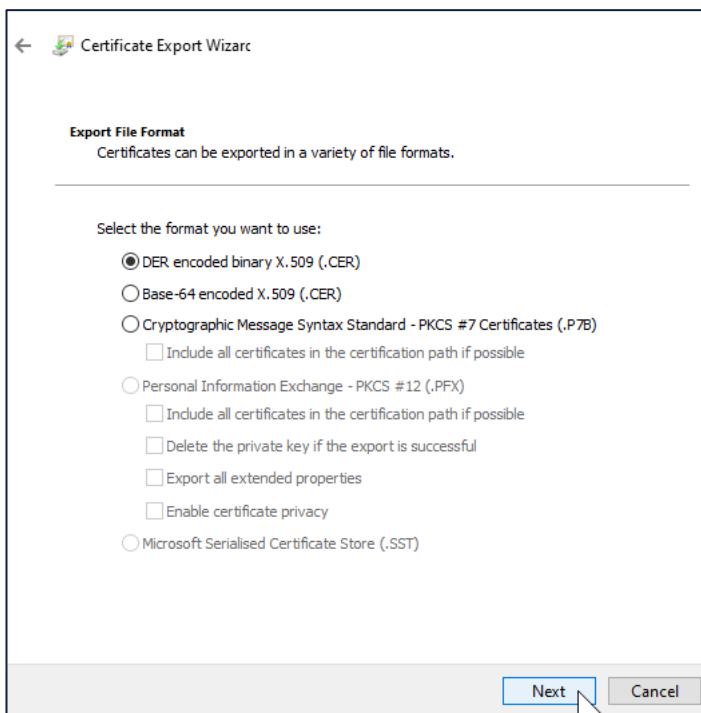 Certificate Export Wizard
Export File Format
Certificates can be exported in a variety of file formats.
Select the format you want to use:
DER encoded binary X.509 (.CER)
Base-64 encoded X.509 (.CER)
Cryptographic Message Syntax Standard - PKCS #7 Certificates (.P7B)
Include all certificates in the certification path if possible
Personal Information Exchange - PKCS #12 (.PFX)
Include all certificates in the certification path if possible
Delete the private key if the export is successful
Export all extended properties
Enable certificate privacy
Microsoft Serialised Certificate Store (.SST)
Next Cancel